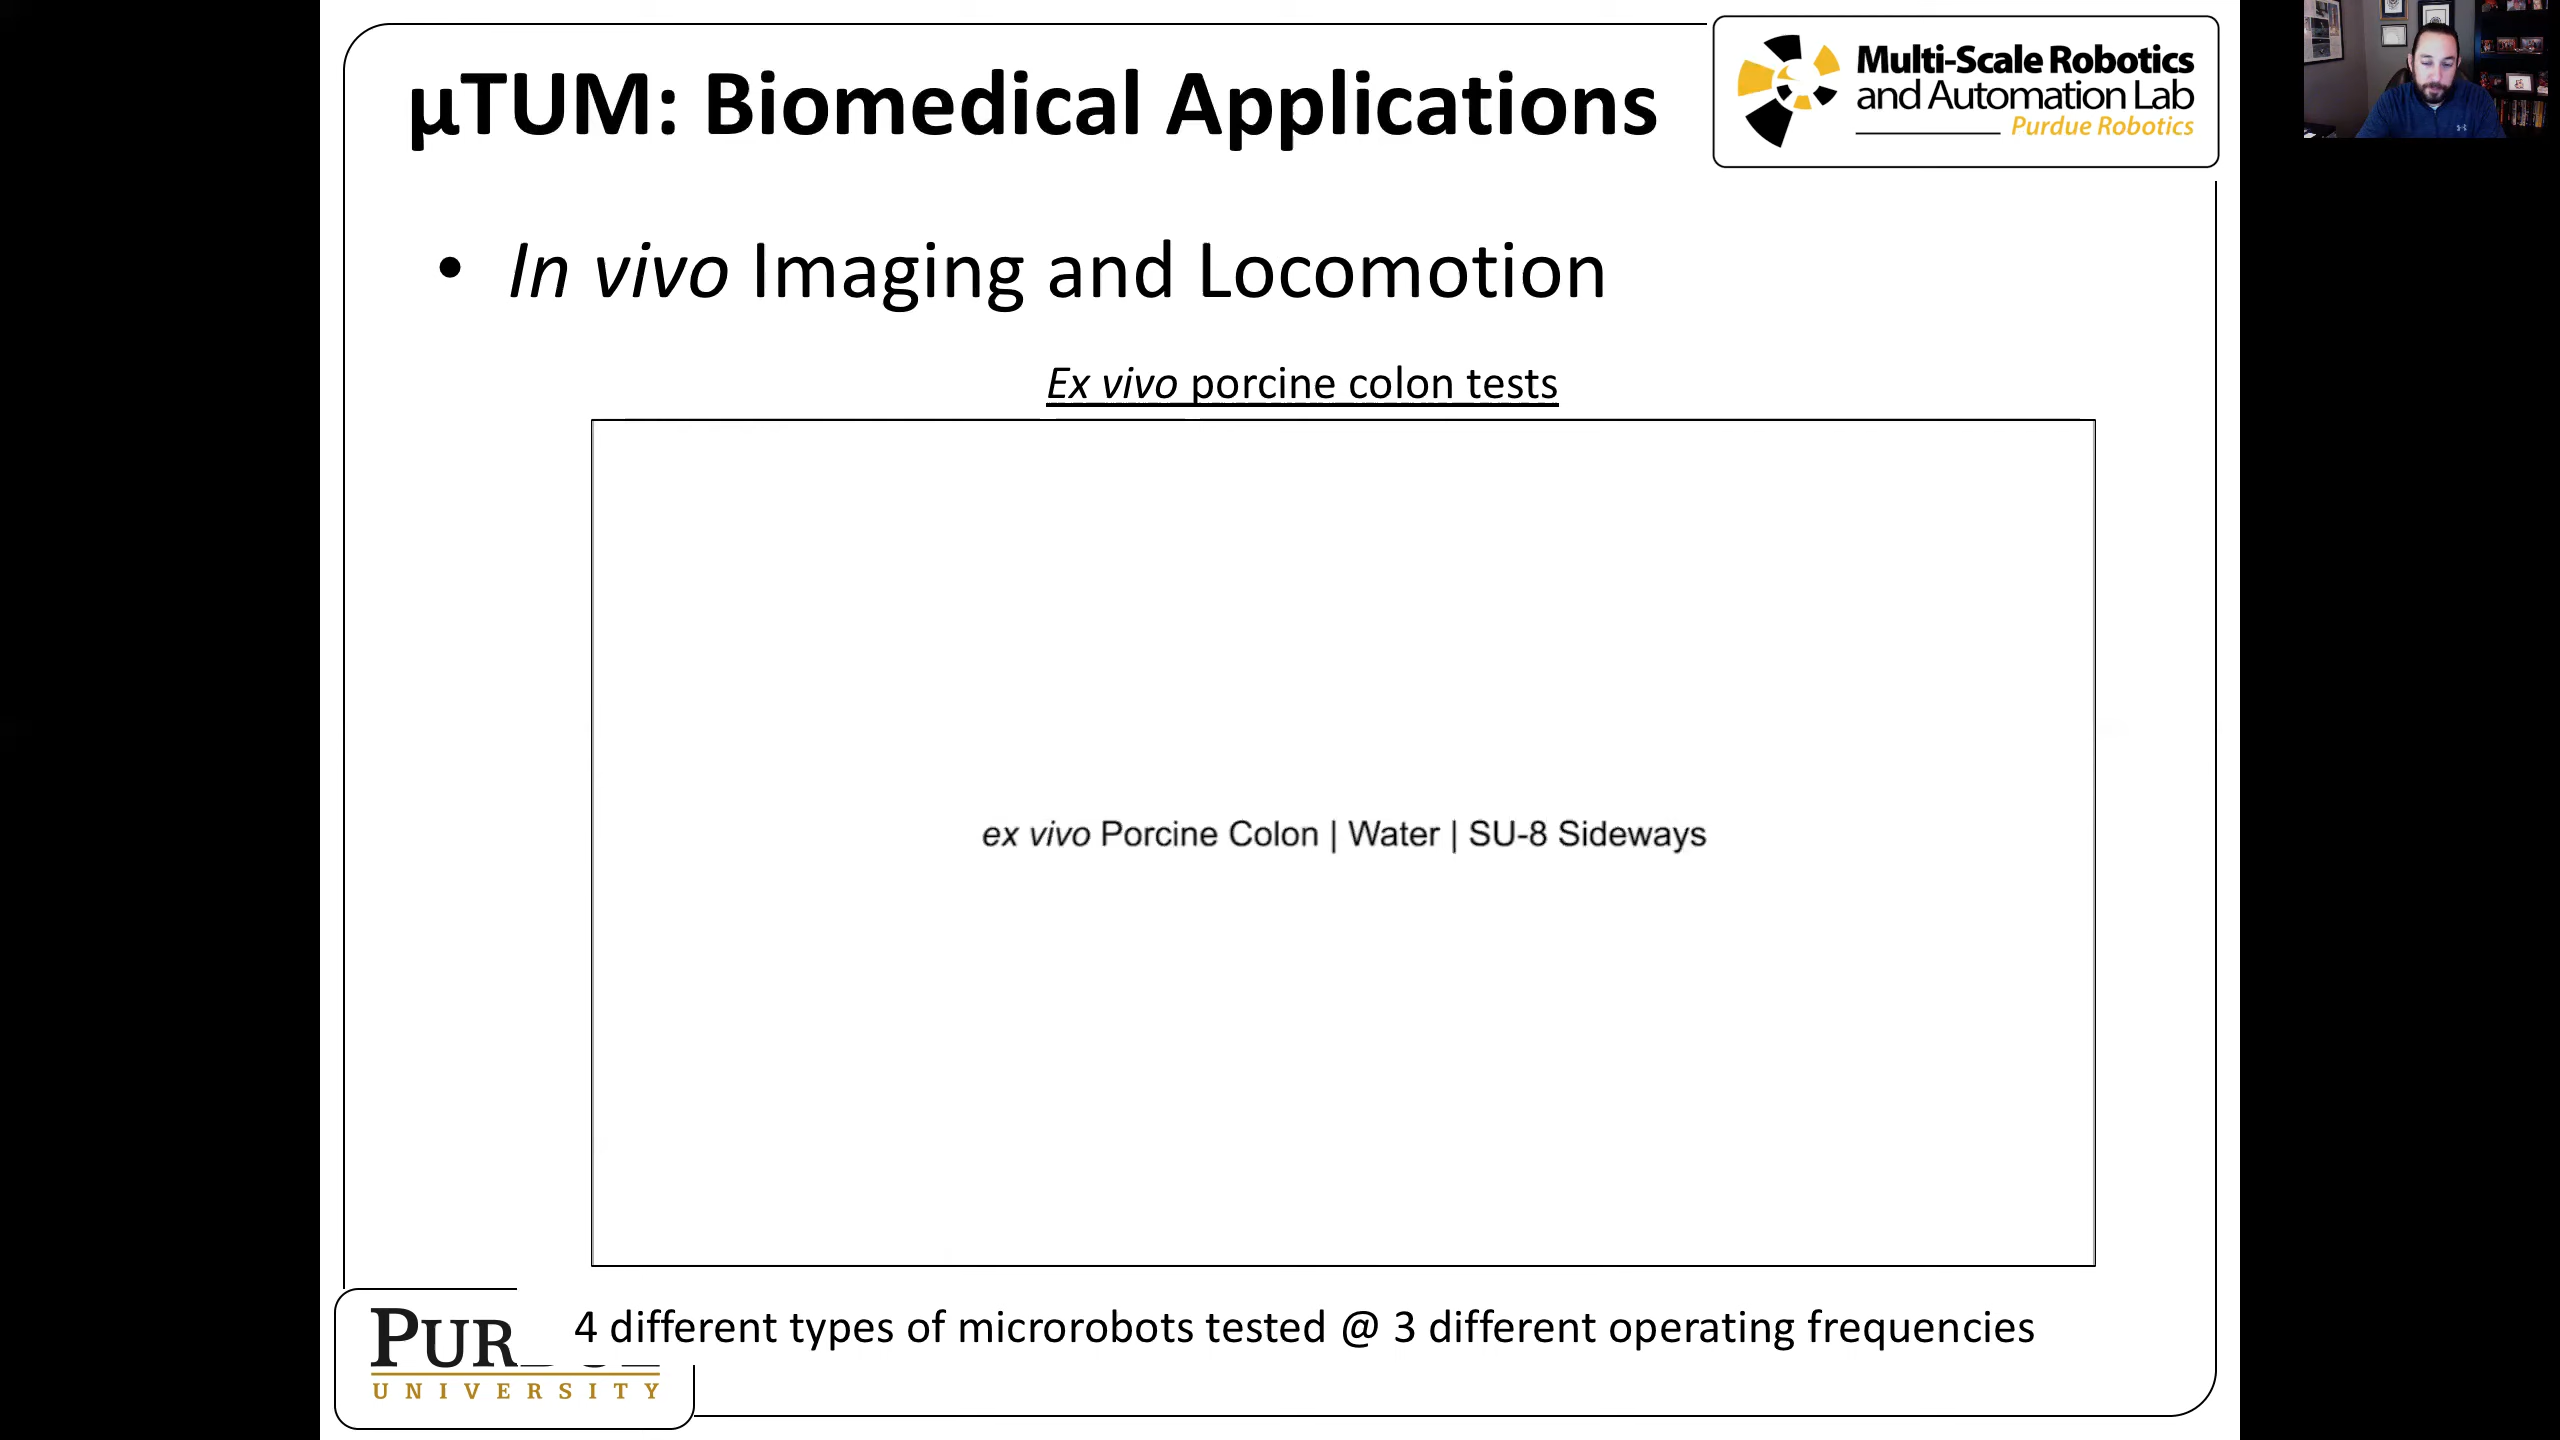 µTUM: Biomedical Applications
Multi-Scale Robotics
and Automation Lab
Purdue Robotics
• In vivo Imaging and Locomotion
Ex vivo porcine colon tests
ex vivo Porcine Colon | Water | SU-8 Sideways
4 different types of microrobots tested @ 3 different operating frequencies
PUR
UNIVERSITY